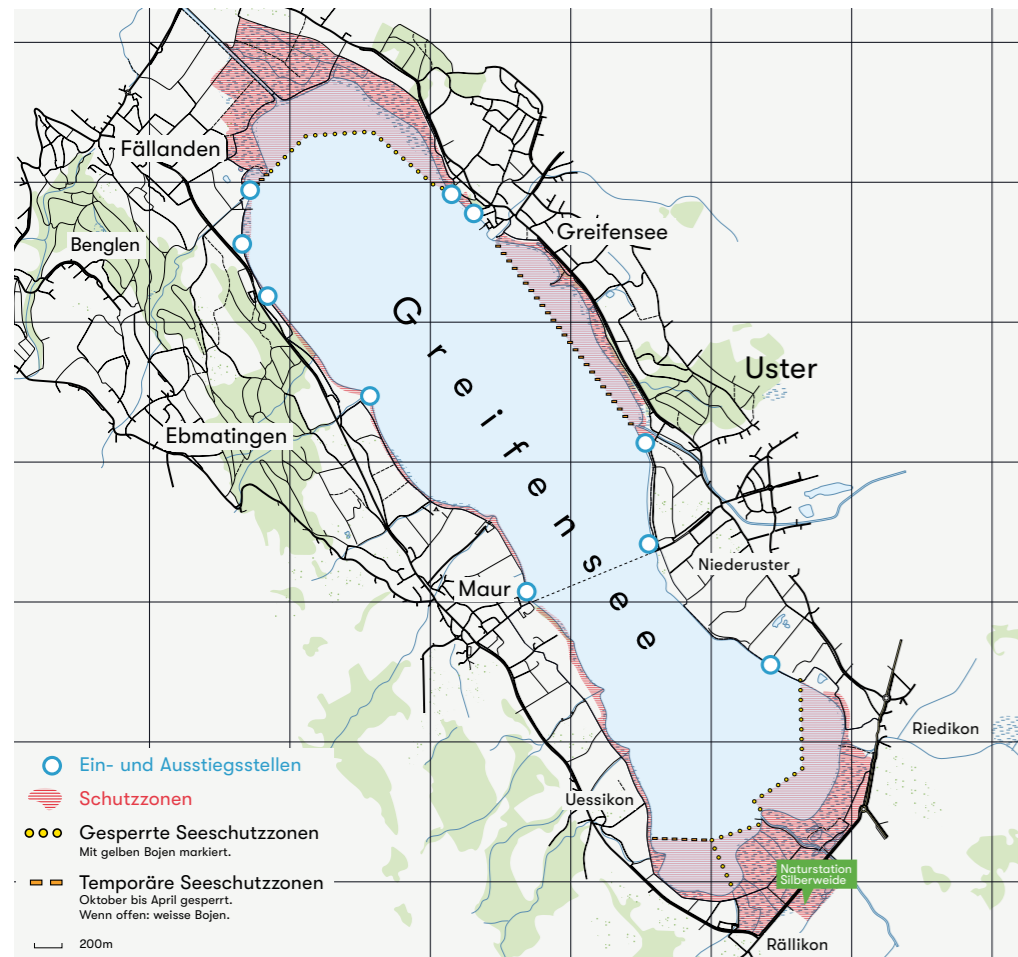 Fällanden
Benglen
Greifensee
Greifensee
Uster
Ebmatingen
Maur
Niederuster
Riedikon
Uessikon
Naturstation
Silberweide
Rällikon
Ein- und Ausstiegsstellen
Schutzzonen
Gesperrte Seeschutzzonen
Mit gelben Bojen markiert.
Temporäre Seeschutzzonen
Oktober bis April gesperrt.
Wenn offen: weisse Bojen.
200m